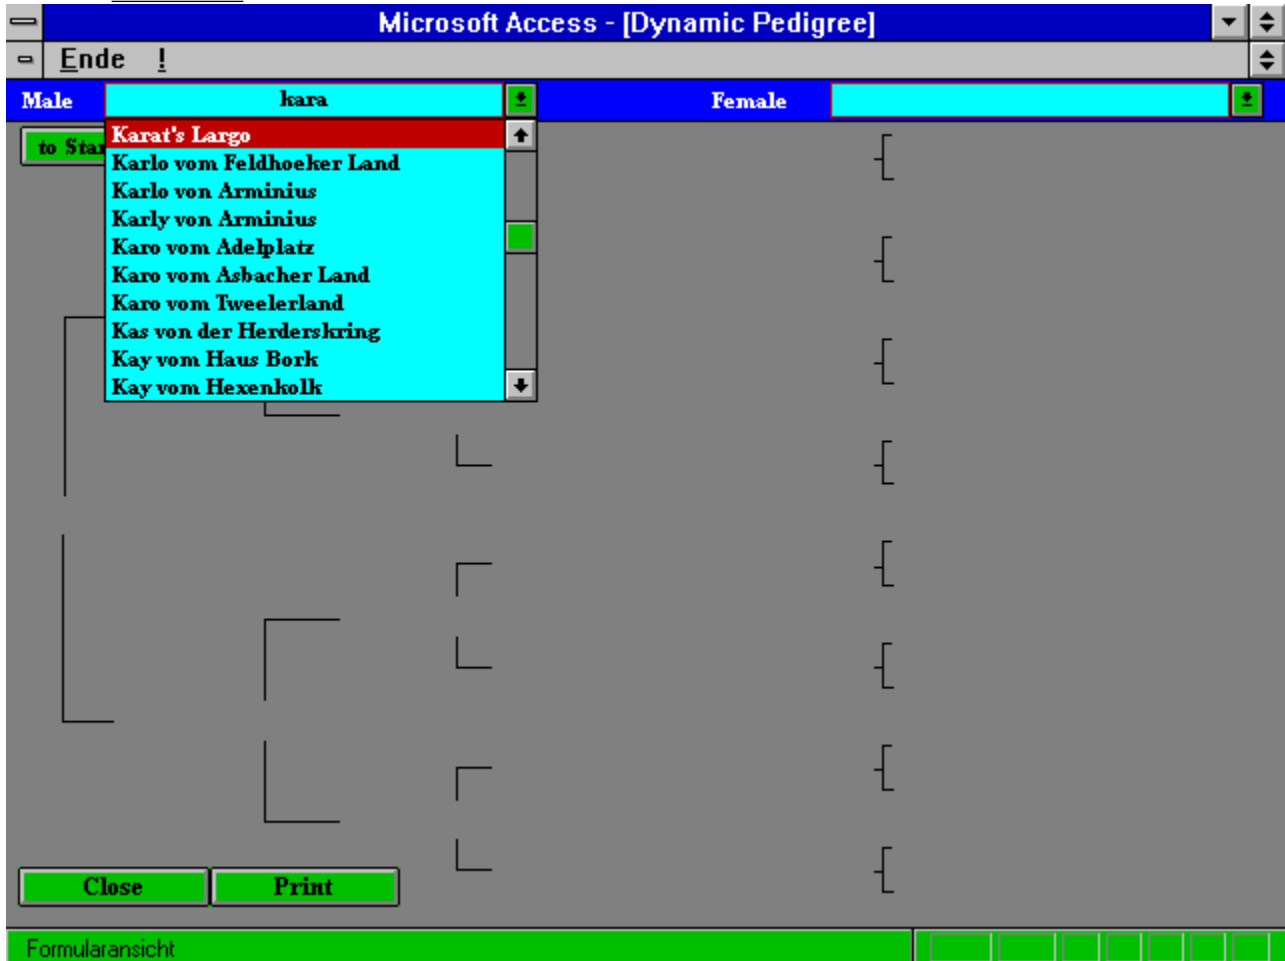 Microsoft Access - [Dynamic Pedigree]
Ende !
Male kara Female
to Star
Karat's Largo
Karlo vom Feldhoeker Land
Karlo von Arminius
Karly von Arminius
Karo vom Adelplatz
Karo vom Asbacher Land
Karo vom Tweelerland
Kas von der Herderskring
Kay vom Haus Bork
Kay vom Hexenkolk
Close Print
Formularansicht